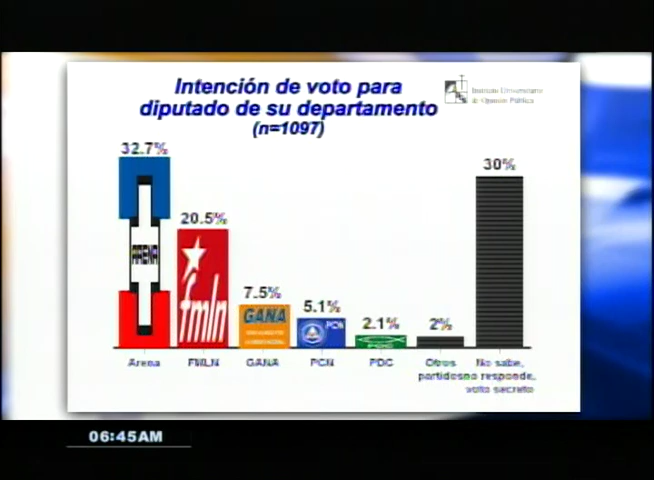 Intención de voto para
diputado de su departamento
(n=1097)
Instituto Universitario
de Opinión Pública
32.7%
20.5%
7.5%
5.1%
2.1%
2%
30%
ARENA
fmln
GANA
PCN
PDC
Arena
FMLN
GANA
PCN
PDC
Otros
partidos
No sabe,
no responde,
voto secreto
06:45AM